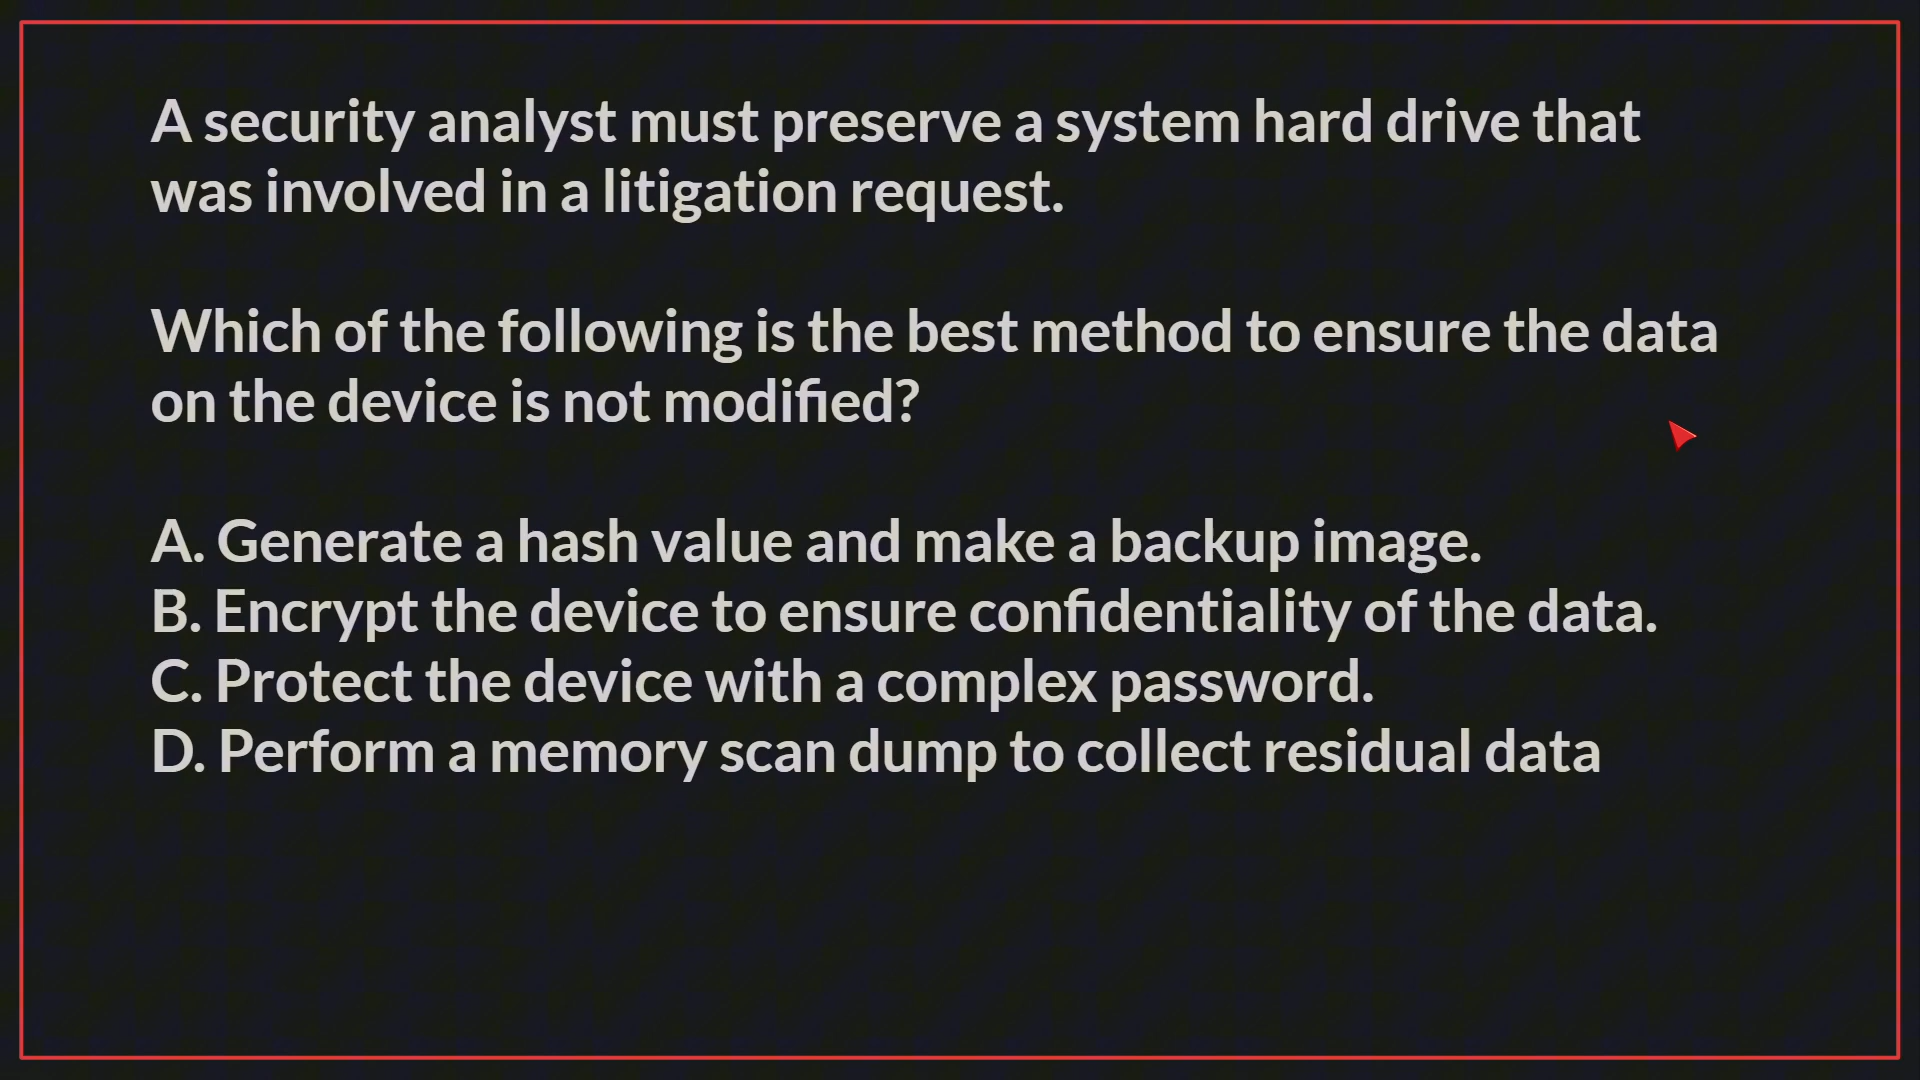 A security analyst must preserve a system hard drive that
was involved in a litigation request.
Which of the following is the best method to ensure the data
on the device is not modified?
A. Generate a hash value and make a backup image.
B. Encrypt the device to ensure confidentiality of the data.
C. Protect the device with a complex password.
D. Perform a memory scan dump to collect residual data